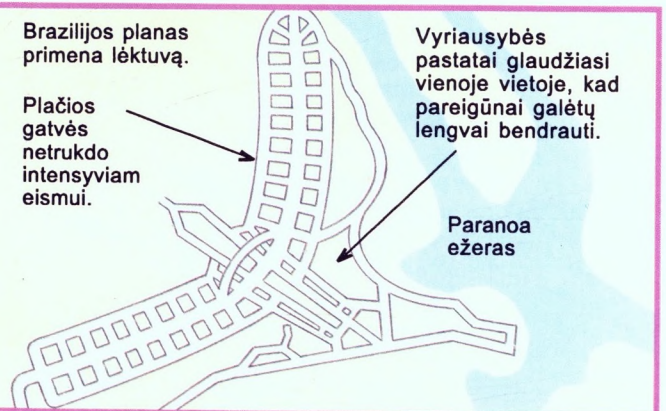 Brazilijos planas
primena lėktuvą.
Plačios
gatvės
netrukdo
intensyviam
eismui.
Vyriausybės
pastatai glaudžiasi
vienoje vietoje, kad
pareigūnai galėtų
lengvai bendrauti.
Paranoa
ežeras